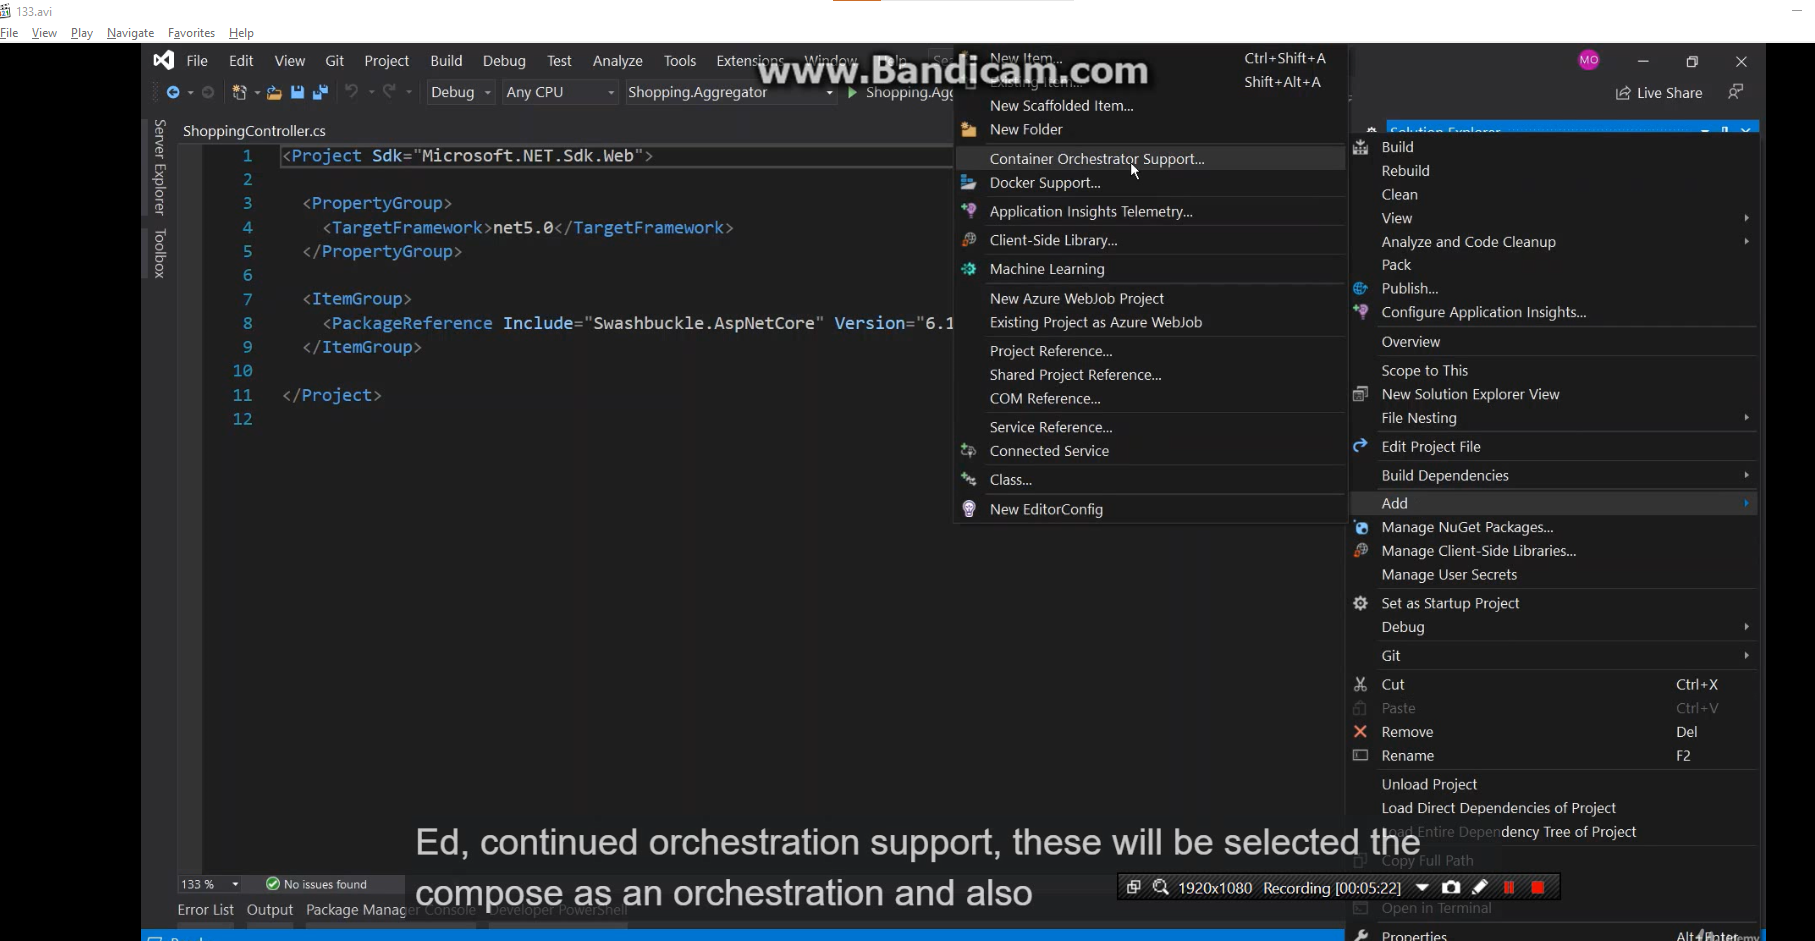 133.avi
File View Play Navigate Favorites Help
File Edit View Git Project Build Debug Test Analyze Tools Extensions Window Help
www.Bandicam.com
MO
Debug Any CPU Shopping.Aggregator Shopping.Agg
Live Share
Server Explorer
Toolbox
ShoppingController.cs
1 <Project Sdk="Microsoft.NET.Sdk.Web">
2
3 <PropertyGroup>
4 <TargetFramework>net5.0</TargetFramework>
5 </PropertyGroup>
6
7 <ItemGroup>
8 <PackageReference Include="Swashbuckle.AspNetCore" Version="6.1
9 </ItemGroup>
10
11 </Project>
12
New Item... Ctrl+Shift+A
Existing Item... Shift+Alt+A
New Scaffolded Item...
New Folder
Container Orchestrator Support...
Docker Support...
Application Insights Telemetry...
Client-Side Library...
Machine Learning
New Azure WebJob Project
Existing Project as Azure WebJob
Project Reference...
Shared Project Reference...
COM Reference...
Service Reference...
Connected Service
Class...
New EditorConfig
Solution Explorer
Build
Rebuild
Clean
View
Analyze and Code Cleanup
Pack
Publish...
Configure Application Insights...
Overview
Scope to This
New Solution Explorer View
File Nesting
Edit Project File
Build Dependencies
Add
Manage NuGet Packages...
Manage Client-Side Libraries...
Manage User Secrets
Set as Startup Project
Debug
Git
Cut Ctrl+X
Paste Ctrl+V
Remove Del
Rename F2
Unload Project
Load Direct Dependencies of Project
Load Entire Dependency Tree of Project
Copy Full Path
Open in Terminal
Properties Alt+Enter
Ed, continued orchestration support, these will be selected the
compose as an orchestration and also
1920x1080 Recording [00:05:22]
133 % No issues found
Error List Output Package Manager Console Developer PowerShell